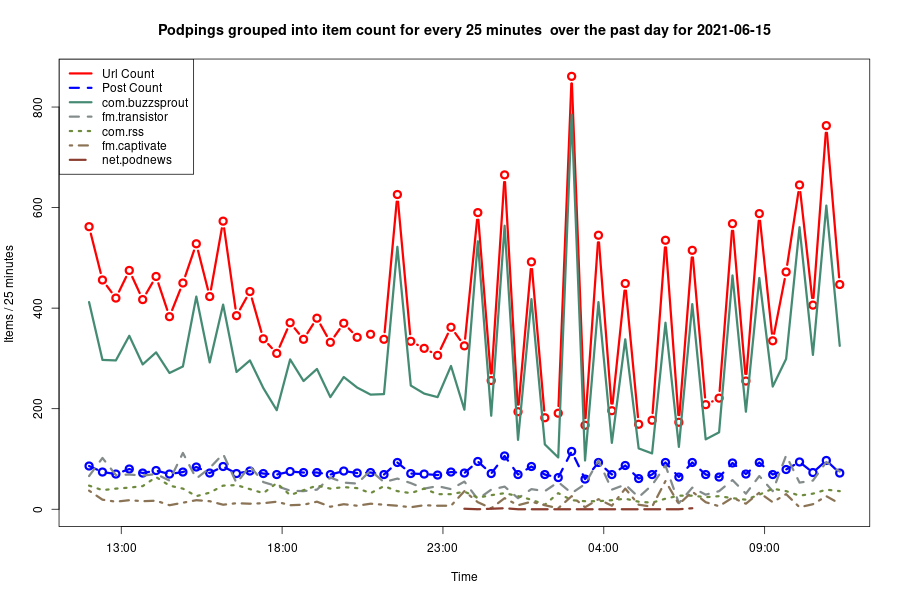 Podpings grouped into item count for every 25 minutes  over the past day for 2021-06-15
Url Count
Post Count
com.buzzsprout
fm.transistor
com.rss
fm.captivate
net.podnews
Items / 25 minutes
800
600
400
200
0
13:00
18:00
23:00
04:00
09:00
Time